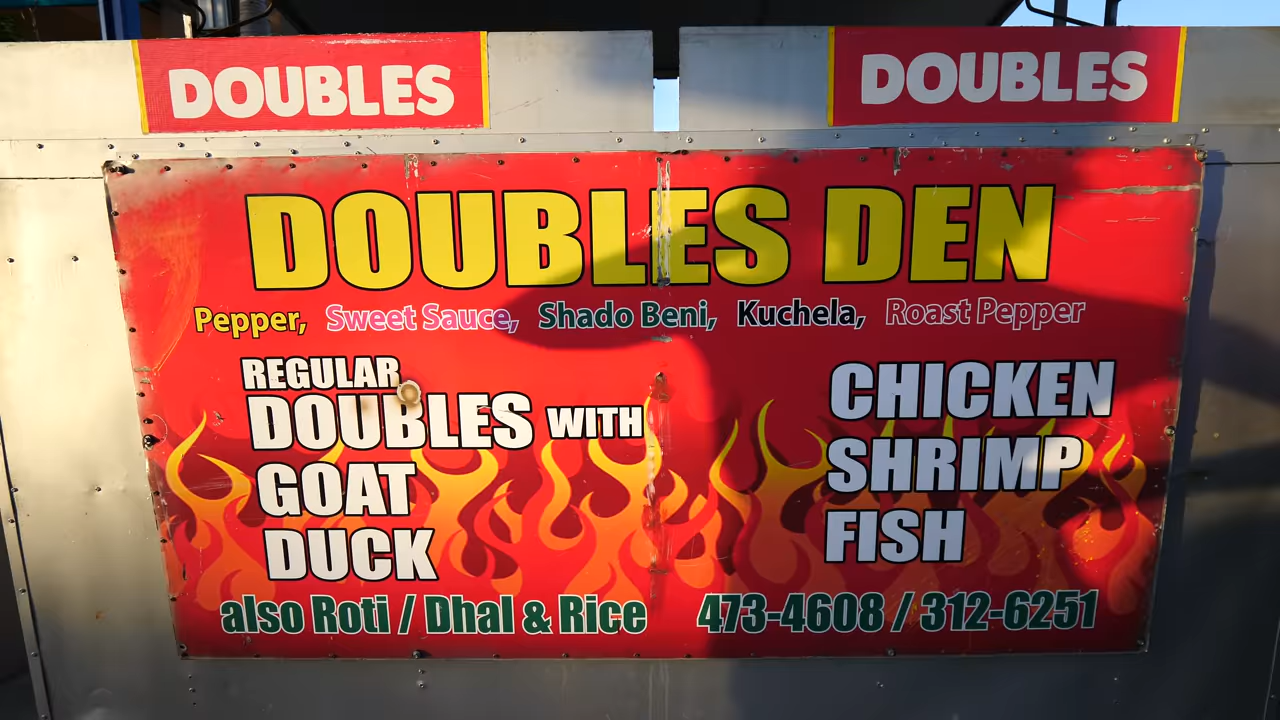 DOUBLES DOUBLES
DOUBLES DEN
Pepper, Sweet Sauce, Shado Beni, Kuchela, Roast Pepper
REGULAR
DOUBLES WITH
GOAT
DUCK
CHICKEN
SHRIMP
FISH
also Roti / Dhal & Rice 473-4608 / 312-6251